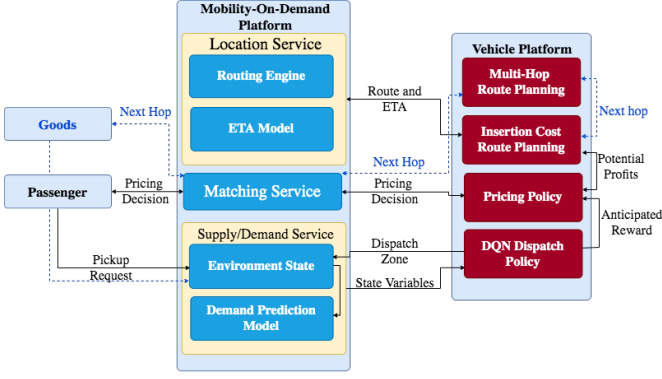 Mobility-On-Demand
Platform
Location Service
Routing Engine
ETA Model
Matching Service
Supply/Demand Service
Environment State
Demand Prediction
Model
Goods
Passenger
Next Hop
Pricing
Decision
Pickup
Request
Route and
ETA
Next Hop
Pricing
Decision
Dispatch
Zone
State Variables
Vehicle Platform
Multi-Hop
Route Planning
Insertion Cost
Route Planning
Pricing Policy
DQN Dispatch
Policy
Next hop
Potential
Profits
Anticipated
Reward